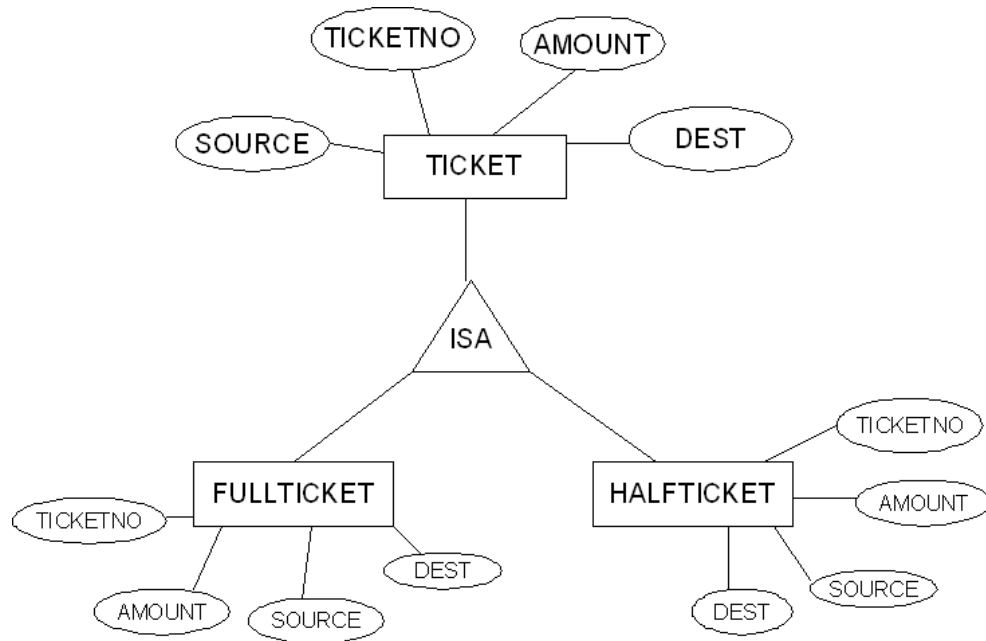 TICKETNO
AMOUNT
SOURCE
DEST
TICKET
ISA
TICKETNO
FULLTICKET
HALFTICKET
AMOUNT
TICKETNO
DEST
SOURCE
AMOUNT
SOURCE
DEST